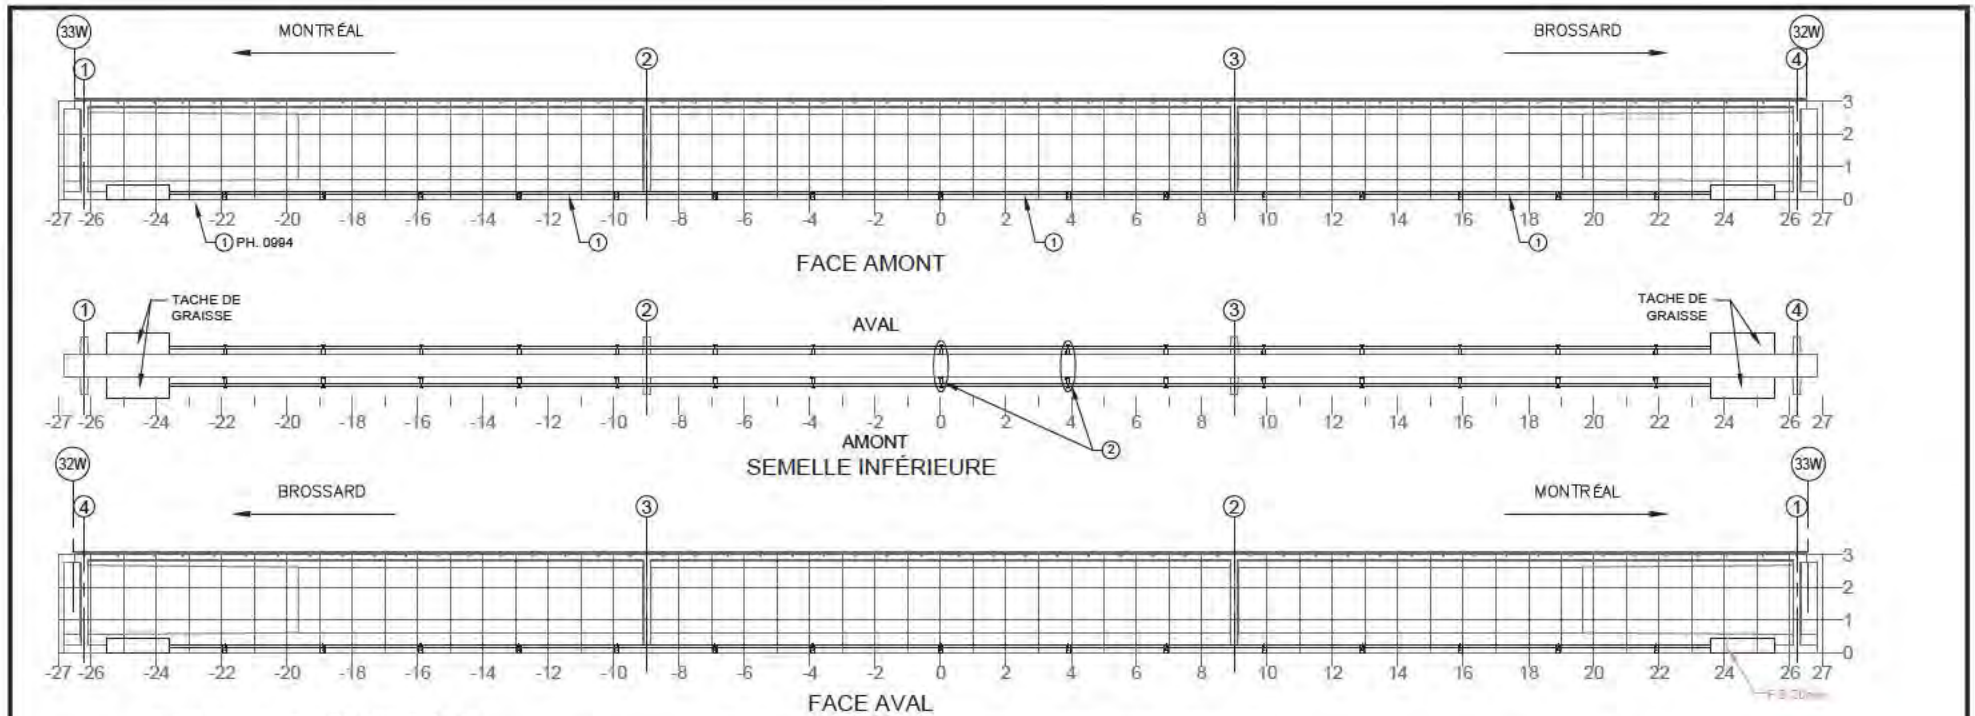 33W MONTRÉAL BROSSARD 32W
1 2 3 4
3
2
1
0
-27 -26 -24 -22 -20 -18 -16 -14 -12 -10 -8 -6 -4 -2 0 2 4 6 8 10 12 14 16 18 20 22 24 26 27
1 PH. 0994 1 1 1
FACE AMONT
TACHE DE
GRAISSE
TACHE DE
GRAISSE
1 2 AVAL 3 4
-27 -26 -24 -22 -20 -18 -16 -14 -12 -10 -8 -6 -4 -2 0 2 4 6 8 10 12 14 16 18 20 22 24 26 27
AMONT 2
SEMELLE INFÉRIEURE
32W BROSSARD MONTRÉAL 33W
4 3 2 1
3
2
1
0
-27 -26 -24 -22 -20 -18 -16 -14 -12 -10 -8 -6 -4 -2 0 2 4 6 8 10 12 14 16 18 20 22 24 26 27
FACE AVAL